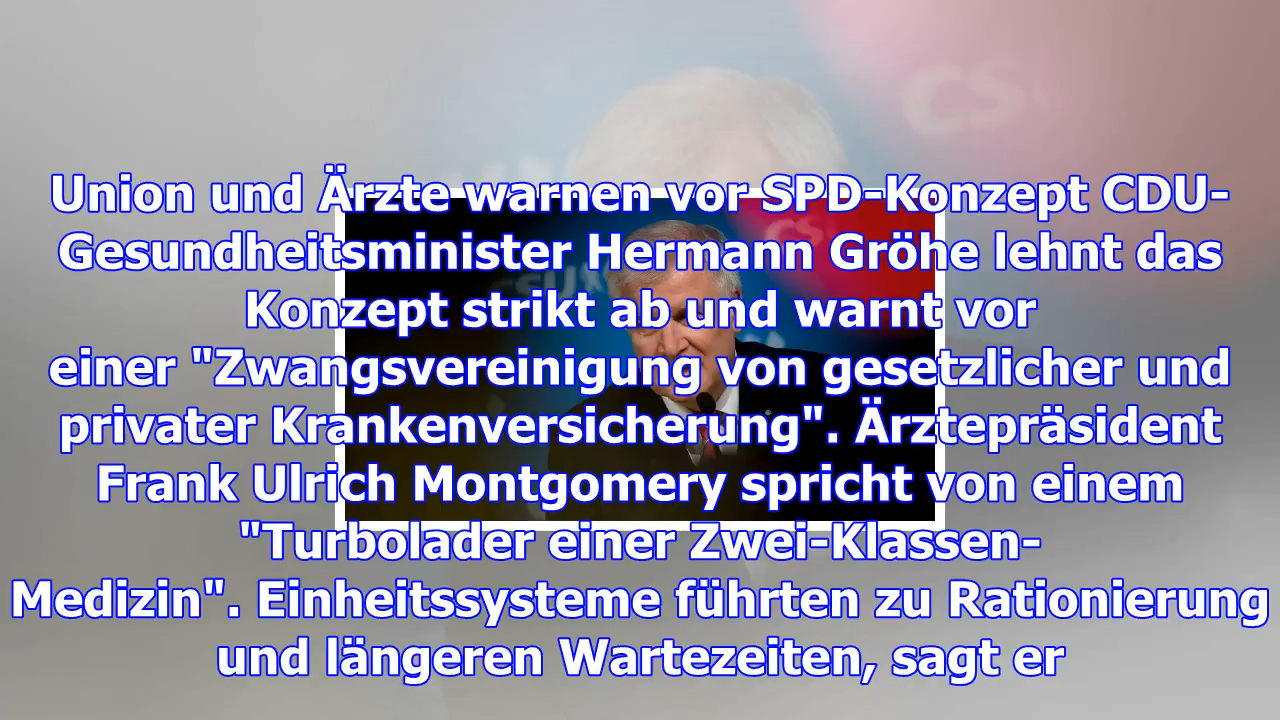 CSU
Union und Ärzte warnen vor SPD-Konzept CDU-
Gesundheitsminister Hermann Gröhe lehnt das
Konzept strikt ab und warnt vor
einer "Zwangsvereinigung von gesetzlicher und
privater Krankenversicherung". Ärztepräsident
Frank Ulrich Montgomery spricht von einem
"Turbolader einer Zwei-Klassen-
Medizin". Einheitssysteme führten zu Rationierung
und längeren Wartezeiten, sagt er